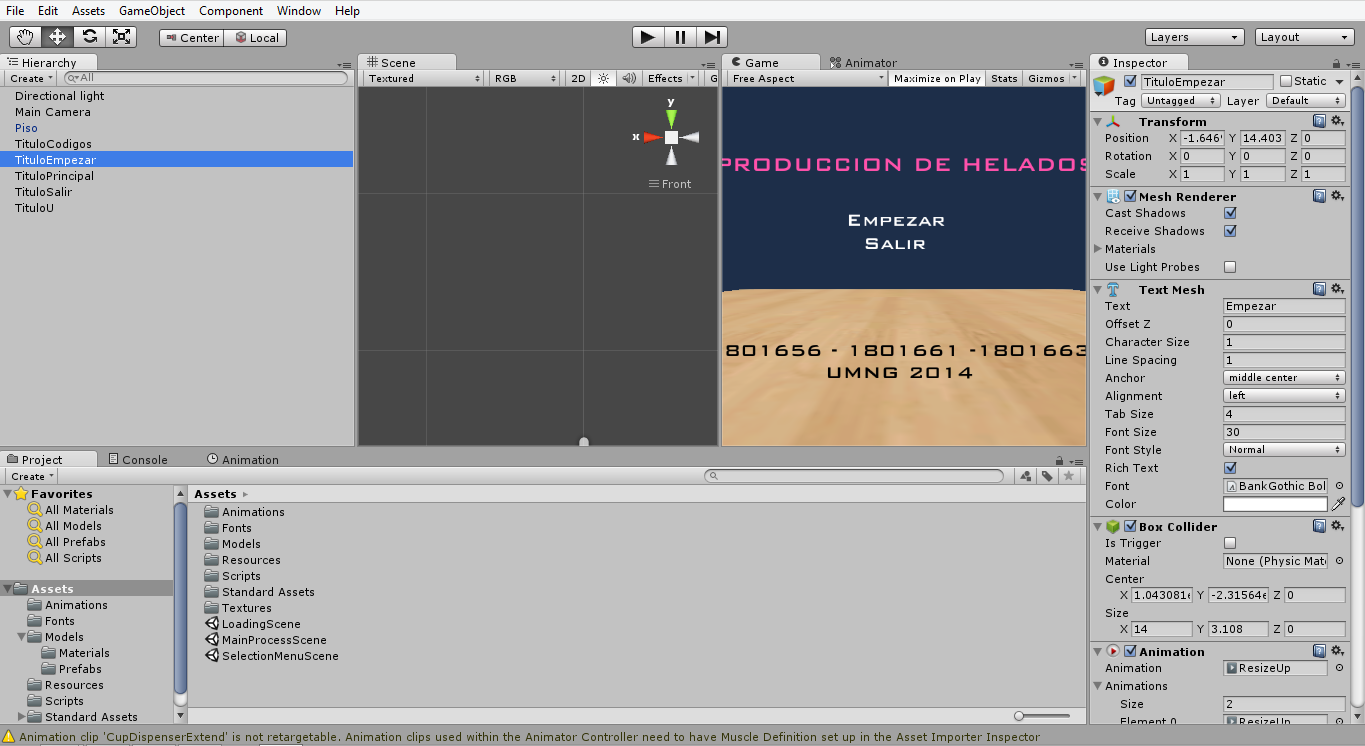 File Edit Assets GameObject Component Window Help
Center Local Layers Layout
Hierarchy
Create All
Directional light
Main Camera
Piso
TituloCodigos
TituloEmpezar
TituloPrincipal
TituloSalir
TituloU
Scene
Textured RGB 2D Effects G
y
x
Front
Game Animator
Free Aspect Maximize on Play Stats Gizmos
PRODUCCION DE HELADOS
EMPEZAR
SALIR
801656 - 1801661 -1801663
UMNG 2014
Inspector
TituloEmpezar Static
Tag Untagged Layer Default
Transform
Position X -1.646 Y 14.403 Z 0
Rotation X 0 Y 0 Z 0
Scale X 1 Y 1 Z 1
Mesh Renderer
Cast Shadows
Receive Shadows
Materials
Use Light Probes
Text Mesh
Text Empezar
Offset Z 0
Character Size 1
Line Spacing 1
Anchor middle center
Alignment left
Tab Size 4
Font Size 30
Font Style Normal
Rich Text
Font BankGothic Bol
Color
Box Collider
Is Trigger
Material None (Physic Mat
Center
X 1.043081 Y -2.31564 Z 0
Size
X 14 Y 3.108 Z 0
Animation
Animation ResizeUp
Animations
Size 2
Element 0 ResizeUp
Project Console Animation
Create
Favorites
All Materials
All Models
All Prefabs
All Scripts
Assets
Animations
Fonts
Models
Materials
Prefabs
Resources
Scripts
Standard Assets
Assets
Animations
Fonts
Models
Resources
Scripts
Standard Assets
Textures
LoadingScene
MainProcessScene
SelectionMenuScene
Animation clip 'CupDispenserExtend' is not retargetable. Animation clips used within the Animator Controller need to have Muscle Definition set up in the Asset Importer Inspector